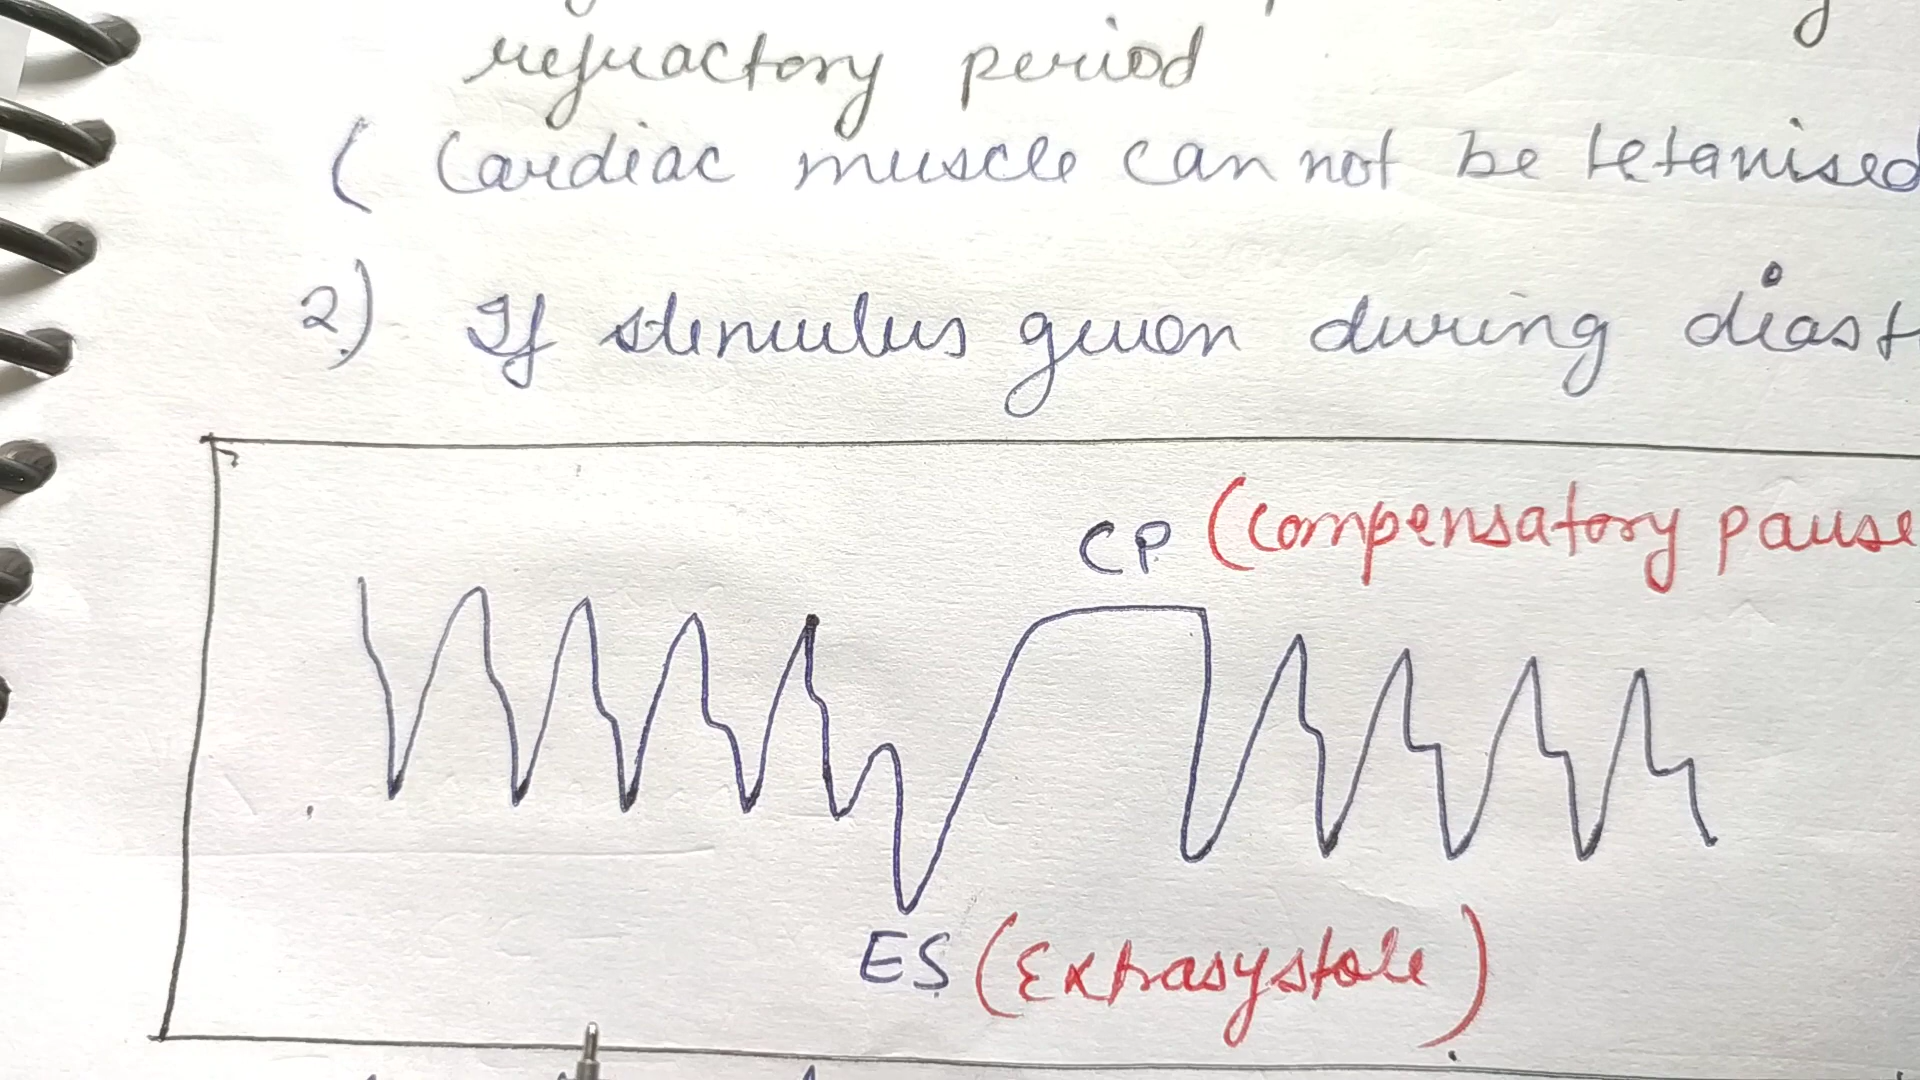 refractory period
( Cardiac muscle can not be tetanised
2) If stimulus given during diast
CP (compensatory pause
ES (Extrasystole)